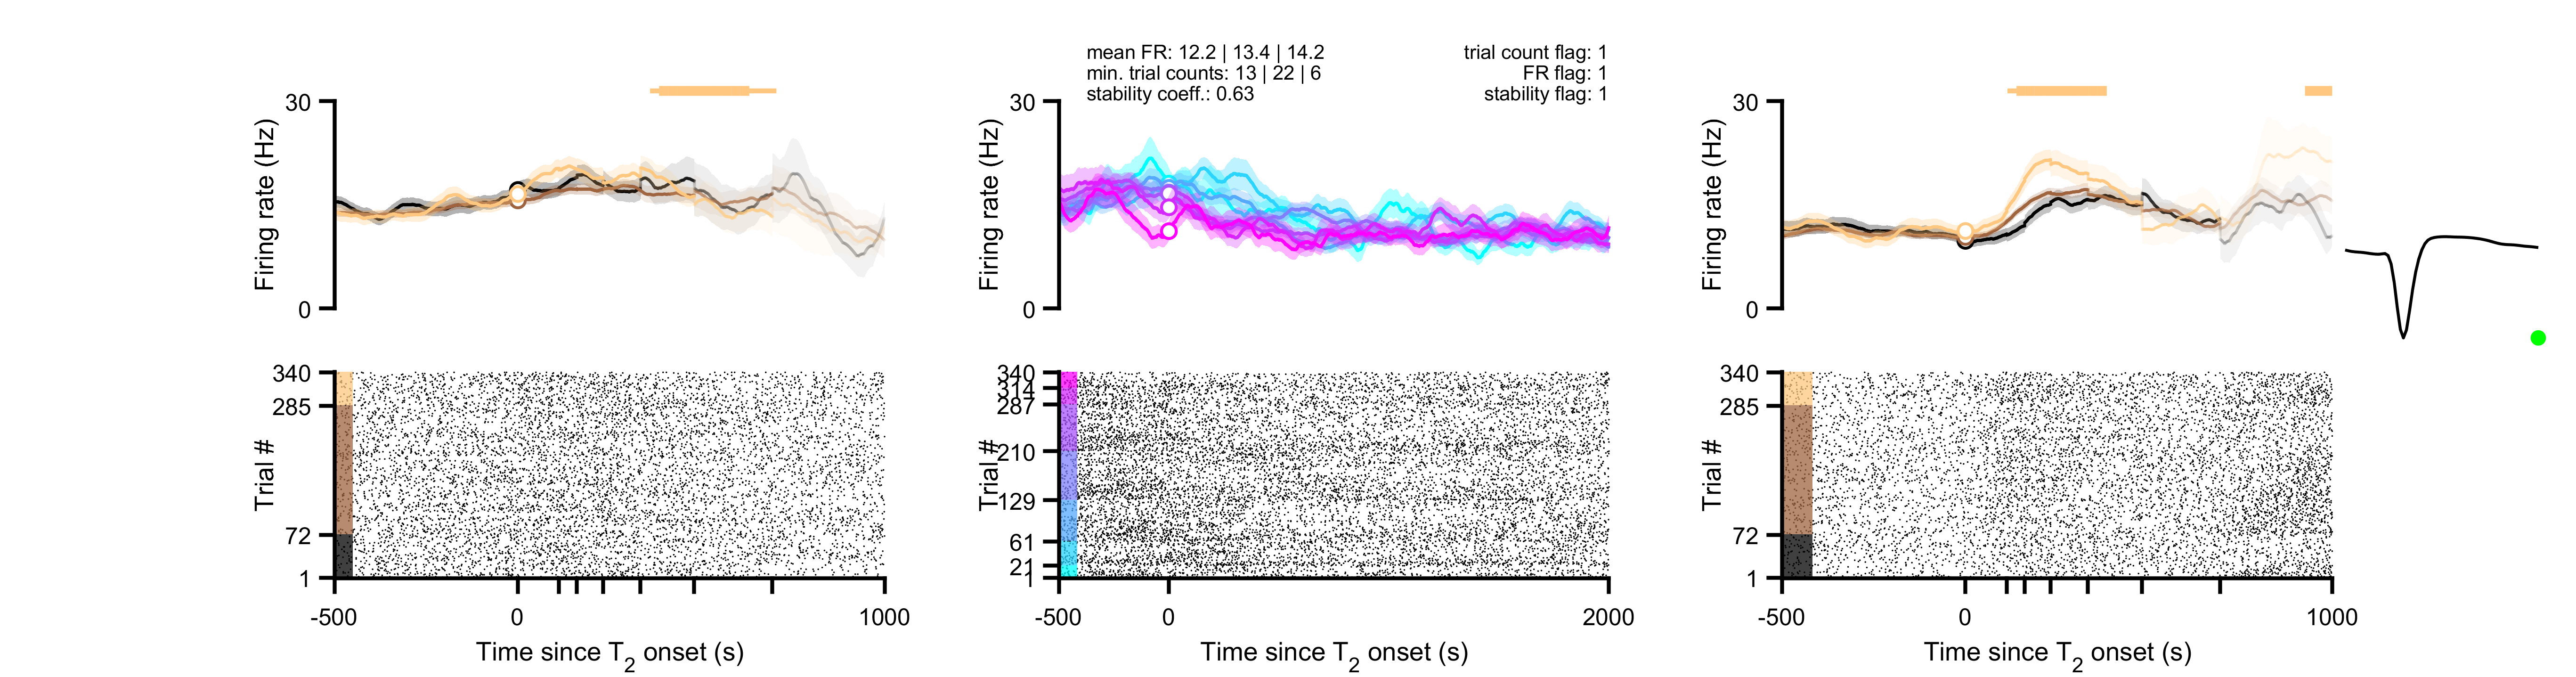 mean FR: 12.2 | 13.4 | 14.2
min. trial counts: 13 | 22 | 6
stability coeff.: 0.63
trial count flag: 1
FR flag: 1
stability flag: 1
30
0
Firing rate (Hz)
30
0
Firing rate (Hz)
30
0
Firing rate (Hz)
340
285
72
1
Trial #
-500
0
1000
Time since T2 onset (s)
340
314
287
210
129
61
21
1
Trial #
-500
0
2000
Time since T2 onset (s)
340
285
72
1
Trial #
-500
0
1000
Time since T2 onset (s)